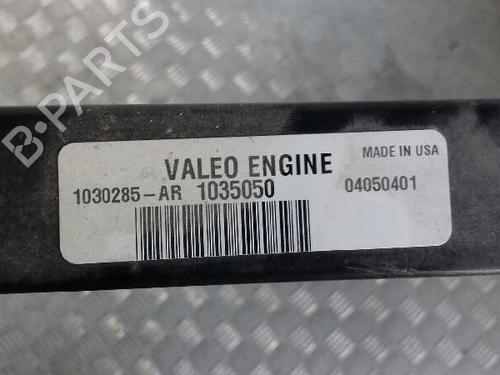 B-PARTS
VALEO ENGINE
MADE IN USA
1030285-AR 1035050
04050401